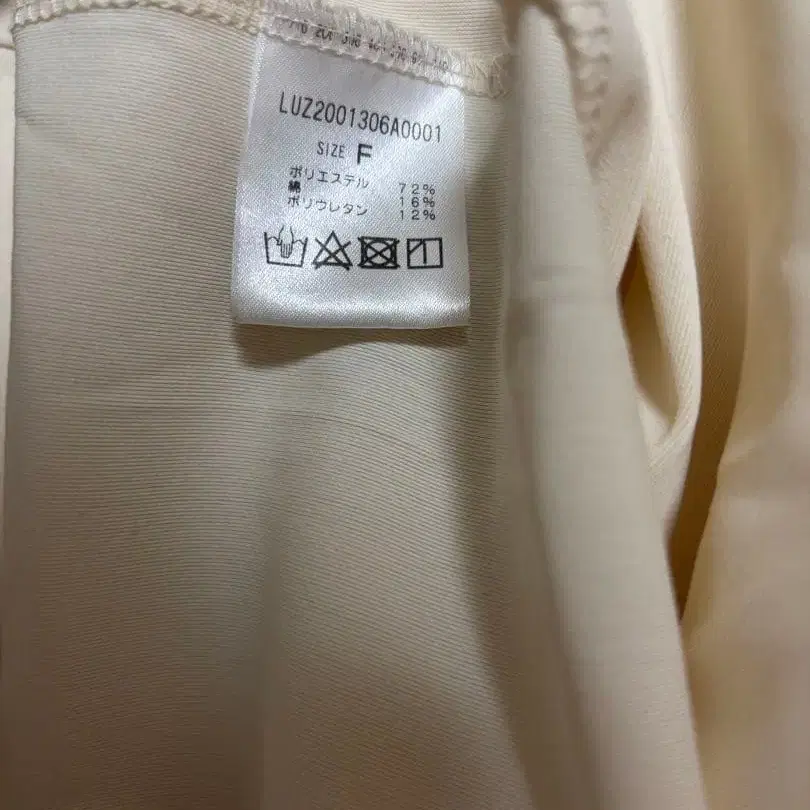 LUZ2001306A0001
SIZE F
ポリエステル 72%
綿 16%
ポリウレタン 12%